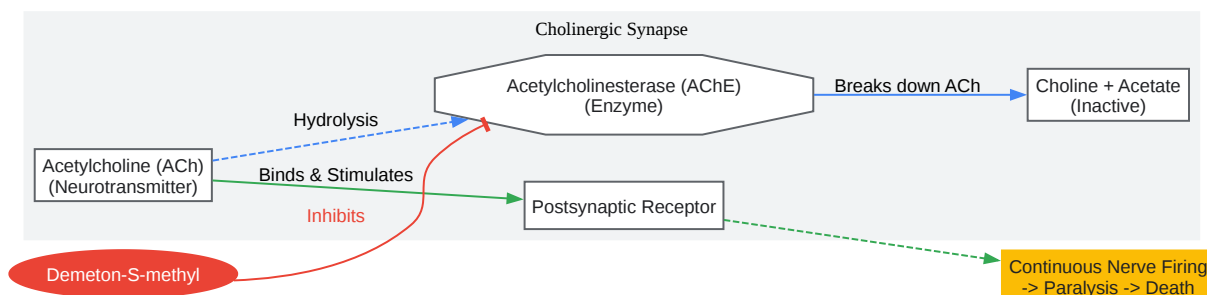 Cholinergic Synapse
Acetylcholinesterase (AChE)
(Enzyme)
Breaks down ACh
Choline + Acetate
(Inactive)
Hydrolysis
Acetylcholine (ACh)
(Neurotransmitter)
Binds & Stimulates
Postsynaptic Receptor
Inhibits
Demeton-S-methyl
Continuous Nerve Firing
-> Paralysis -> Death